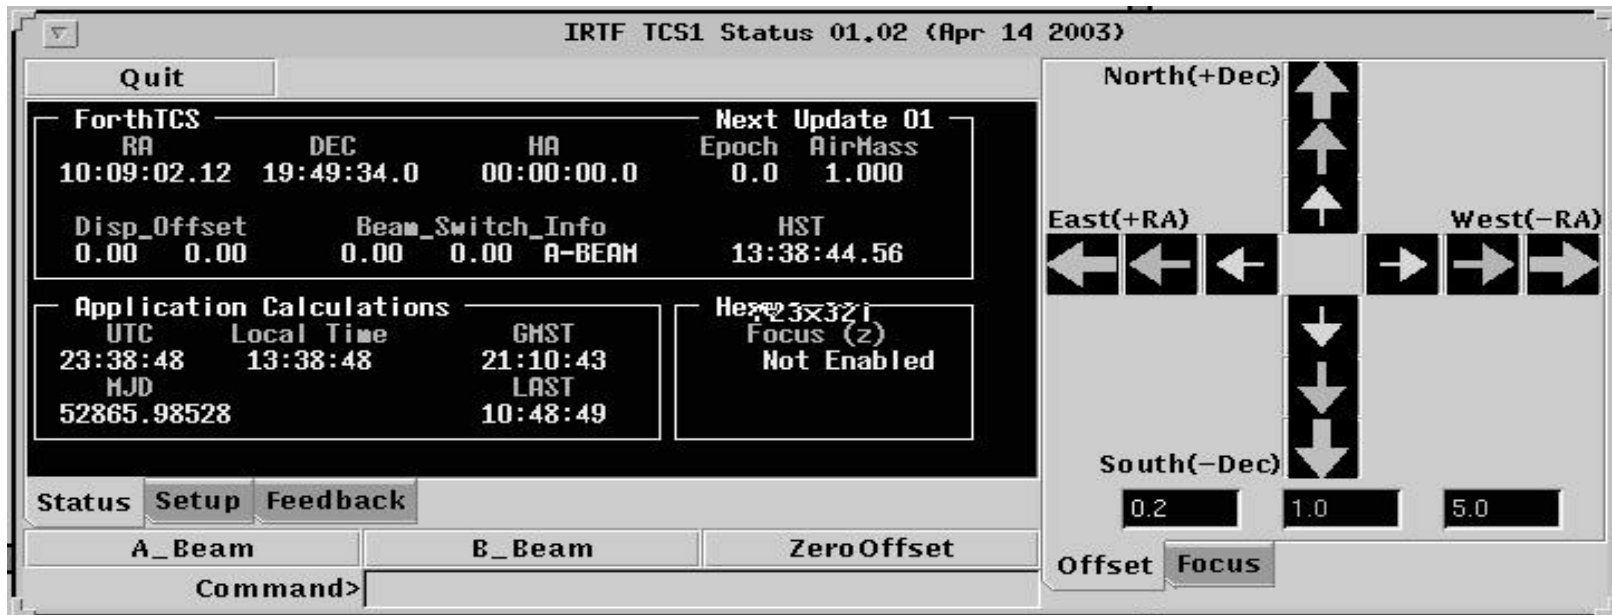 IRTF TCS1 Status 01.02 (Apr 14 2003)
Quit
ForthTCS Next Update 01
RA DEC HA Epoch AirMass
10:09:02.12 19:49:34.0 00:00:00.0 0.0 1.000
Disp_Offset Beam_Switch_Info HST
0.00 0.00 0.00 0.00 A-BEAM 13:38:44.56
Application Calculations
UTC Local Time GMST
23:38:48 13:38:48 21:10:43
MJD LAST
52865.98528 10:48:49
Focus (z)
Not Enabled
Status Setup Feedback
A_Beam B_Beam ZeroOffset
Command>
North(+Dec)
East(+RA) West(-RA)
South(-Dec)
0.2 1.0 5.0
Offset Focus